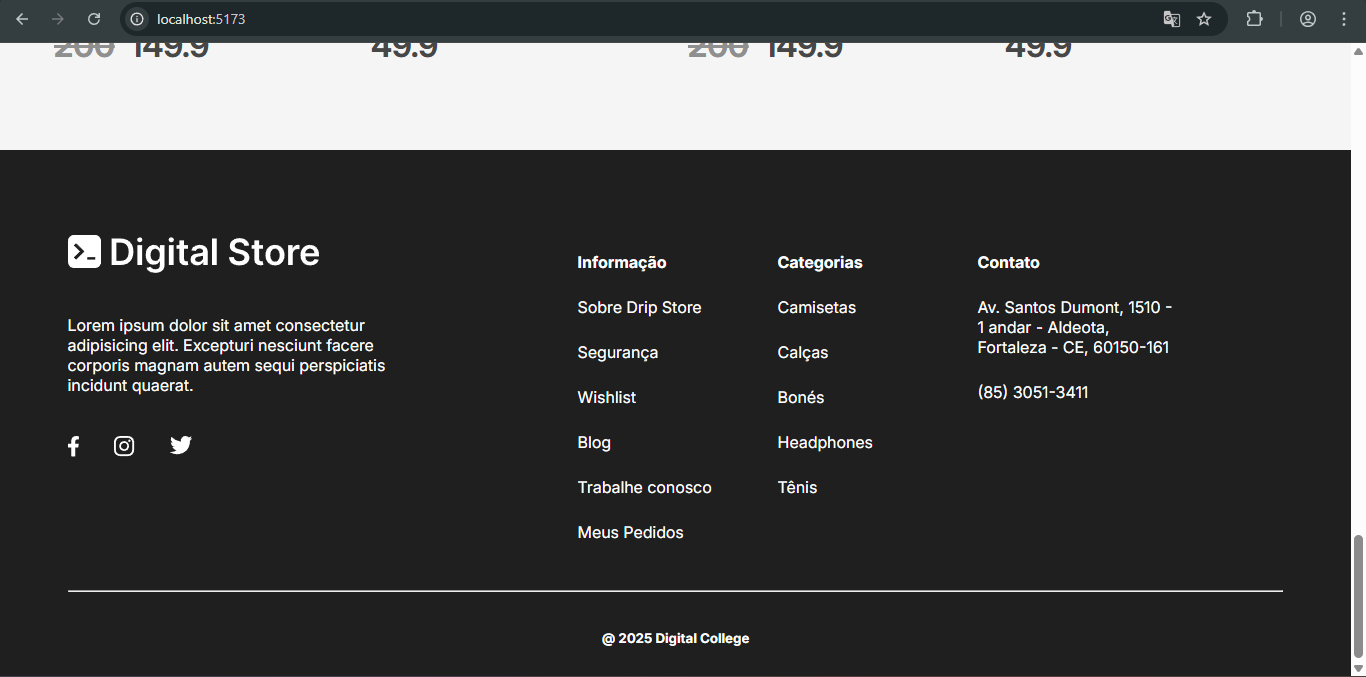 localhost:5173
200 149.9 49.9 200 149.9 49.9
Digital Store
Lorem ipsum dolor sit amet consectetur
adipisicing elit. Excepturi nesciunt facere
corporis magnam autem sequi perspiciatis
incidunt quaerat.
Informação
Sobre Drip Store
Segurança
Wishlist
Blog
Trabalhe conosco
Meus Pedidos
Categorias
Camisetas
Calças
Bonés
Headphones
Tênis
Contato
Av. Santos Dumont, 1510 -
1 andar - Aldeota,
Fortaleza - CE, 60150-161
(85) 3051-3411
@ 2025 Digital College